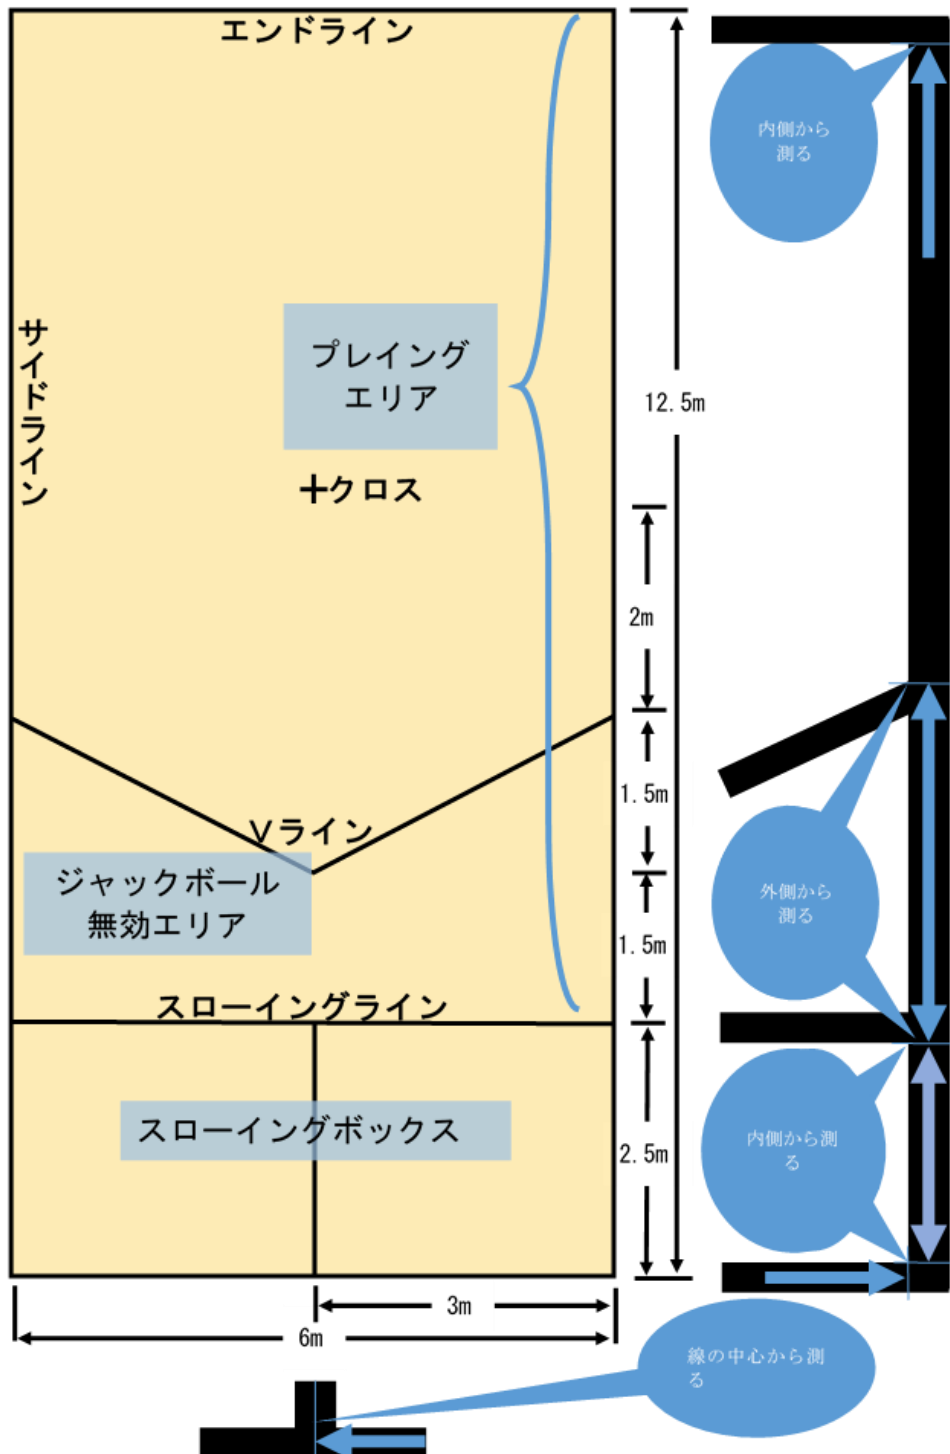 エンドライン
内側から
測る
サイドライン
プレイング
エリア
12.5m
クロス
2m
1.5m
Vライン
ジャックボール
無効エリア
外側から
測る
1.5m
スローイングライン
スローイングボックス
2.5m
内側から測
る
3m
6m
線の中心から測
る